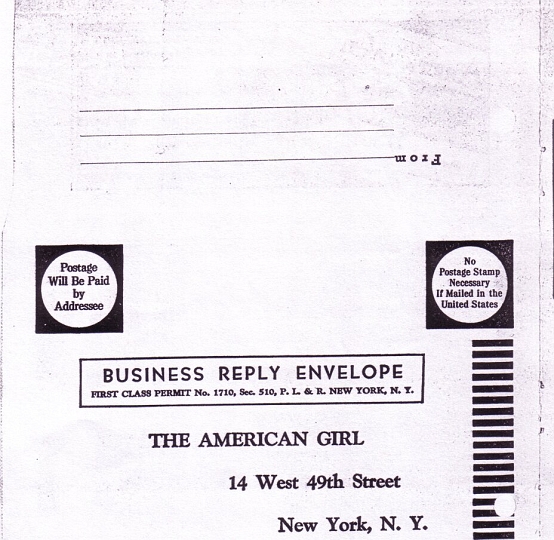 From
Postage
Will Be Paid
by
Addressee
No
Postage Stamp
Necessary
If Mailed in the
United States
BUSINESS REPLY ENVELOPE
FIRST CLASS PERMIT No. 1710, Sec. 510, P. L. & R. NEW YORK, N. Y.
THE AMERICAN GIRL
14 West 49th Street
New York, N. Y.